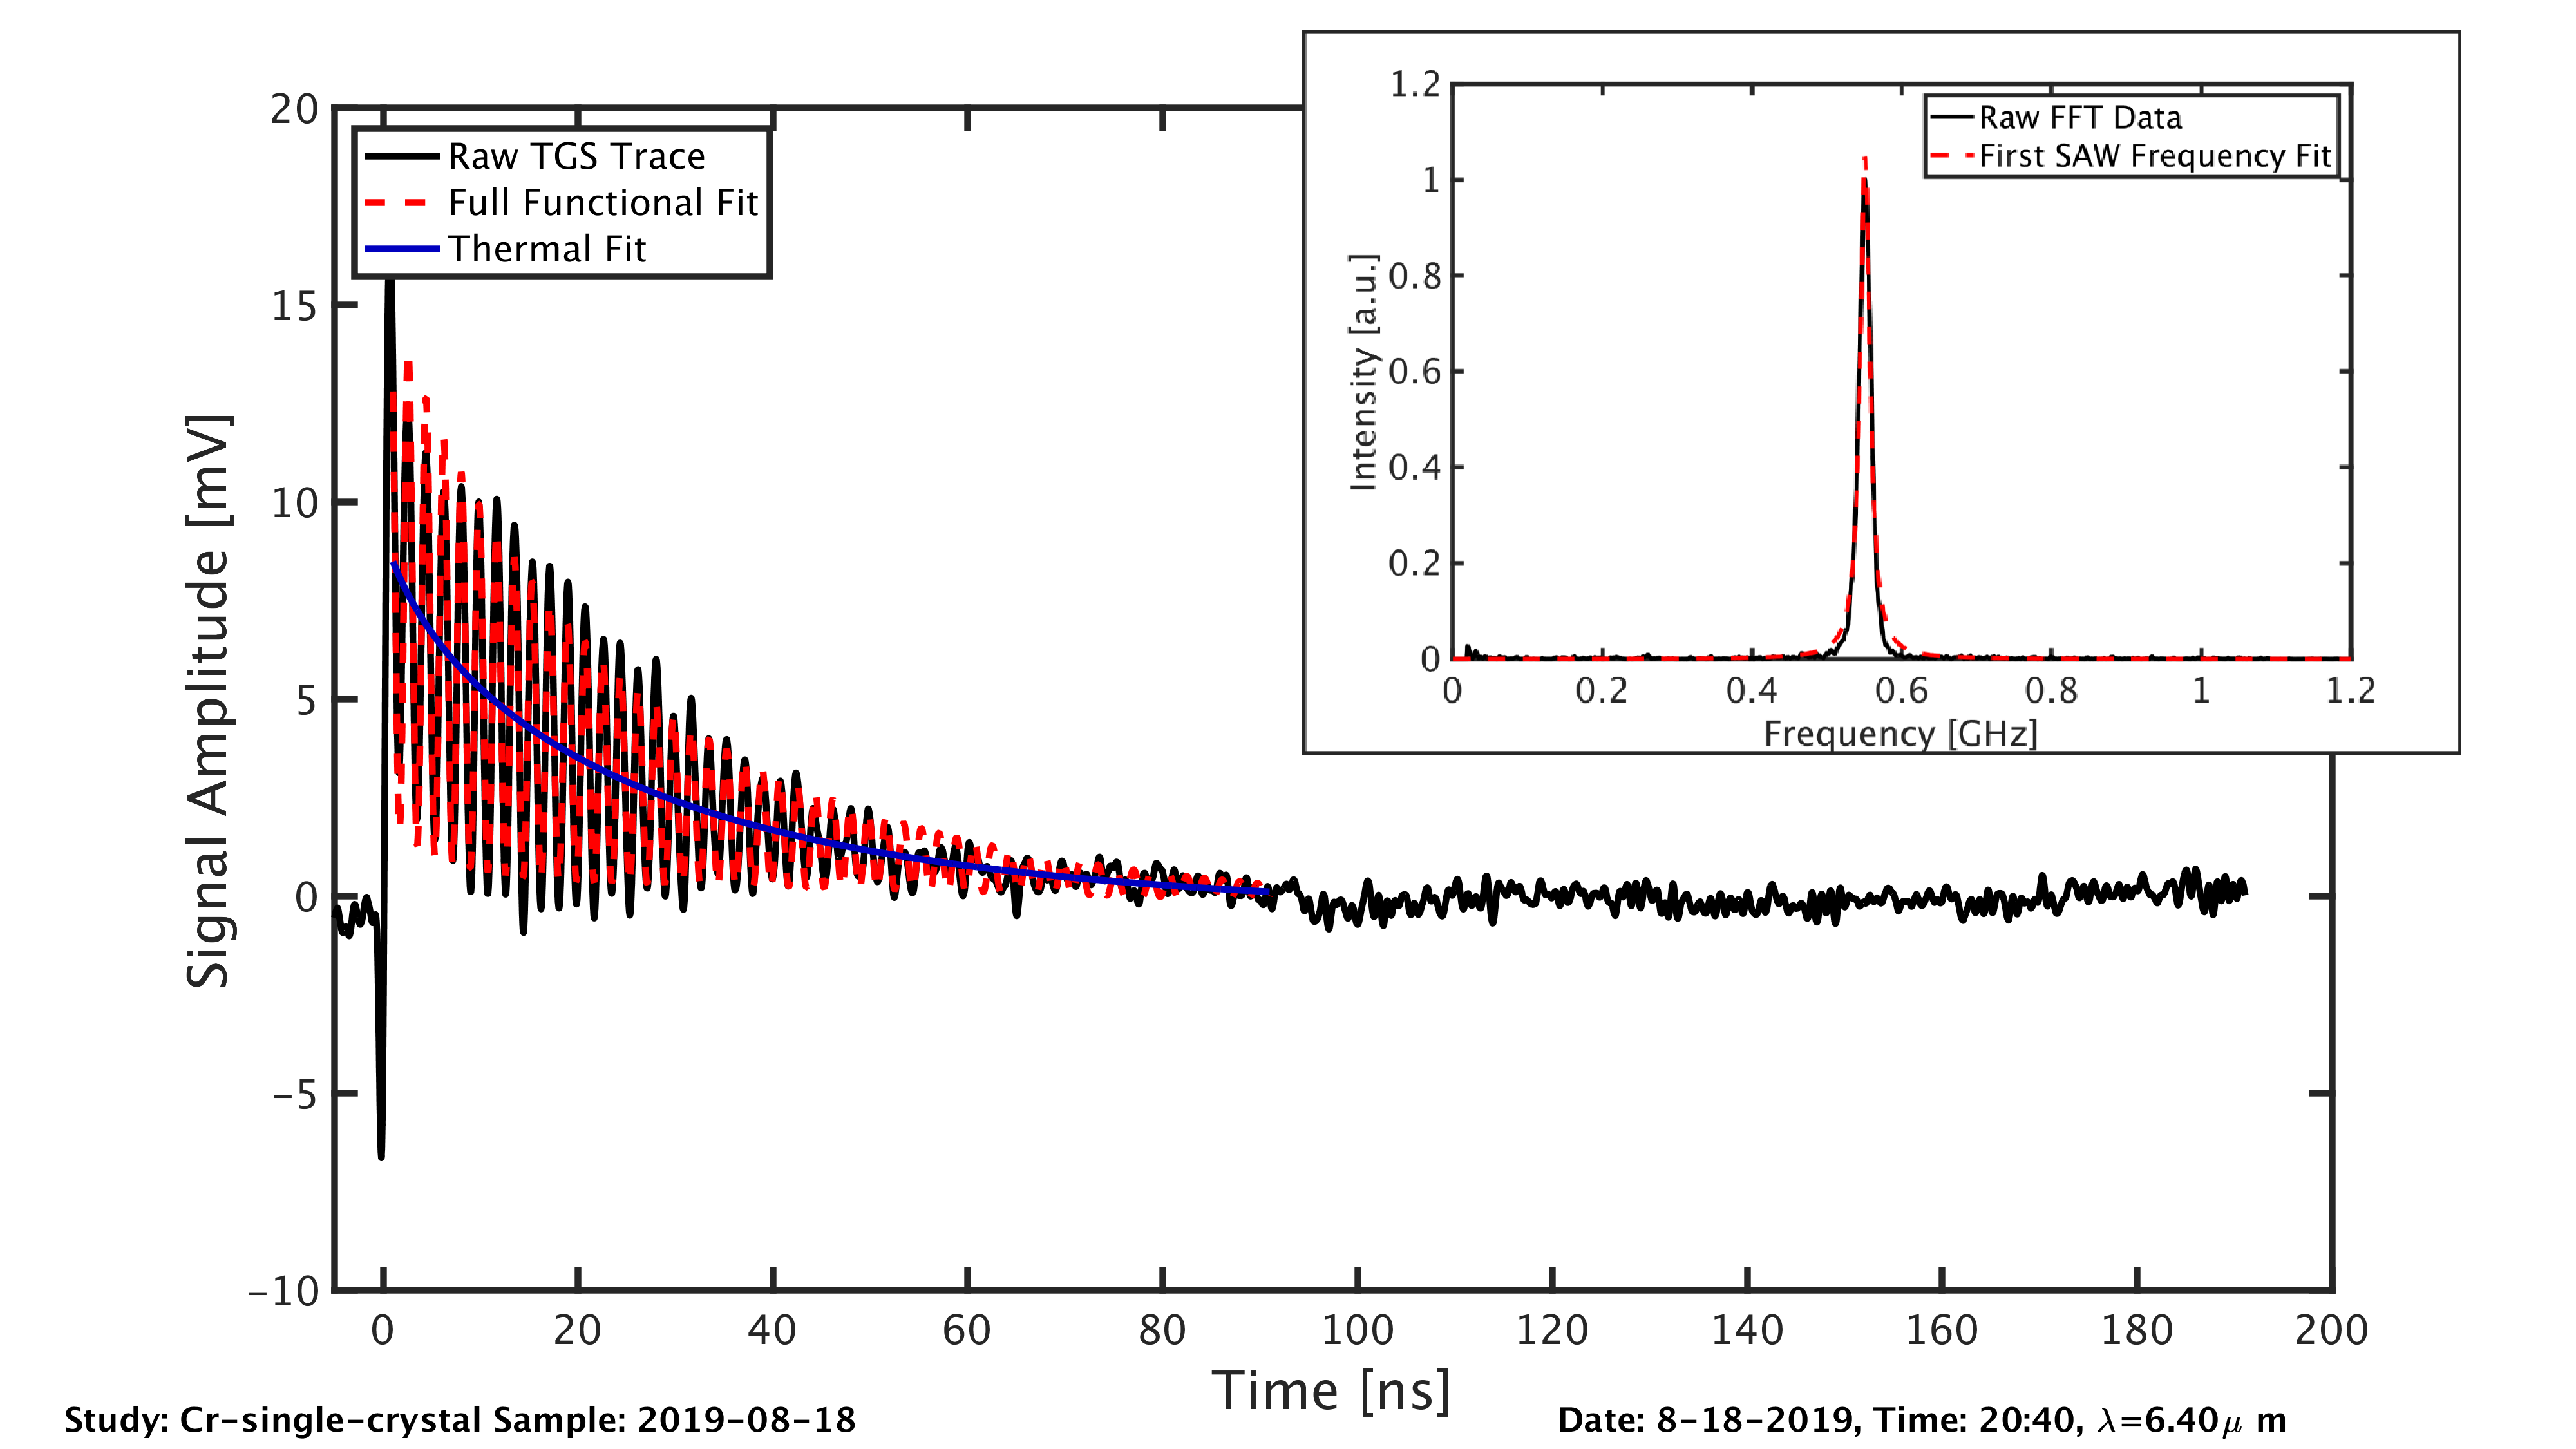 1.2
1
0.8
0.6
0.4
0.2
0
Intensity [a.u.]
Raw FFT Data
First SAW Frequency Fit
0 0.2 0.4 0.6 0.8 1 1.2
Frequency [GHz]
20
15
10
5
0
−5
−10
Signal Amplitude [mV]
Raw TGS Trace
Full Functional Fit
Thermal Fit
0 20 40 60 80 100 120 140 160 180 200
Time [ns]
Study: Cr−single−crystal Sample: 2019−08−18
Date: 8−18−2019, Time: 20:40, λ=6.40μ m